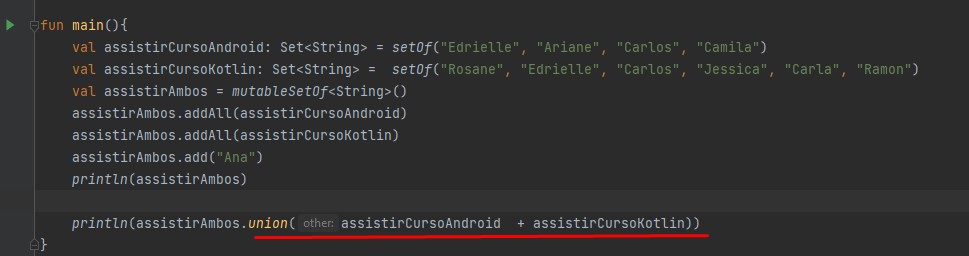 fun main(){
val assistirCursoAndroid: Set<String> = setOf("Edrielle", "Ariane", "Carlos", "Camila")
val assistirCursoKotlin: Set<String> =  setOf("Rosane", "Edrielle", "Carlos", "Jessica", "Carla", "Ramon")
val assistirAmbos = mutableSetOf<String>()
assistirAmbos.addAll(assistirCursoAndroid)
assistirAmbos.addAll(assistirCursoKotlin)
assistirAmbos.add("Ana")
println(assistirAmbos)
println(assistirAmbos.union( other: assistirCursoAndroid  + assistirCursoKotlin))
}